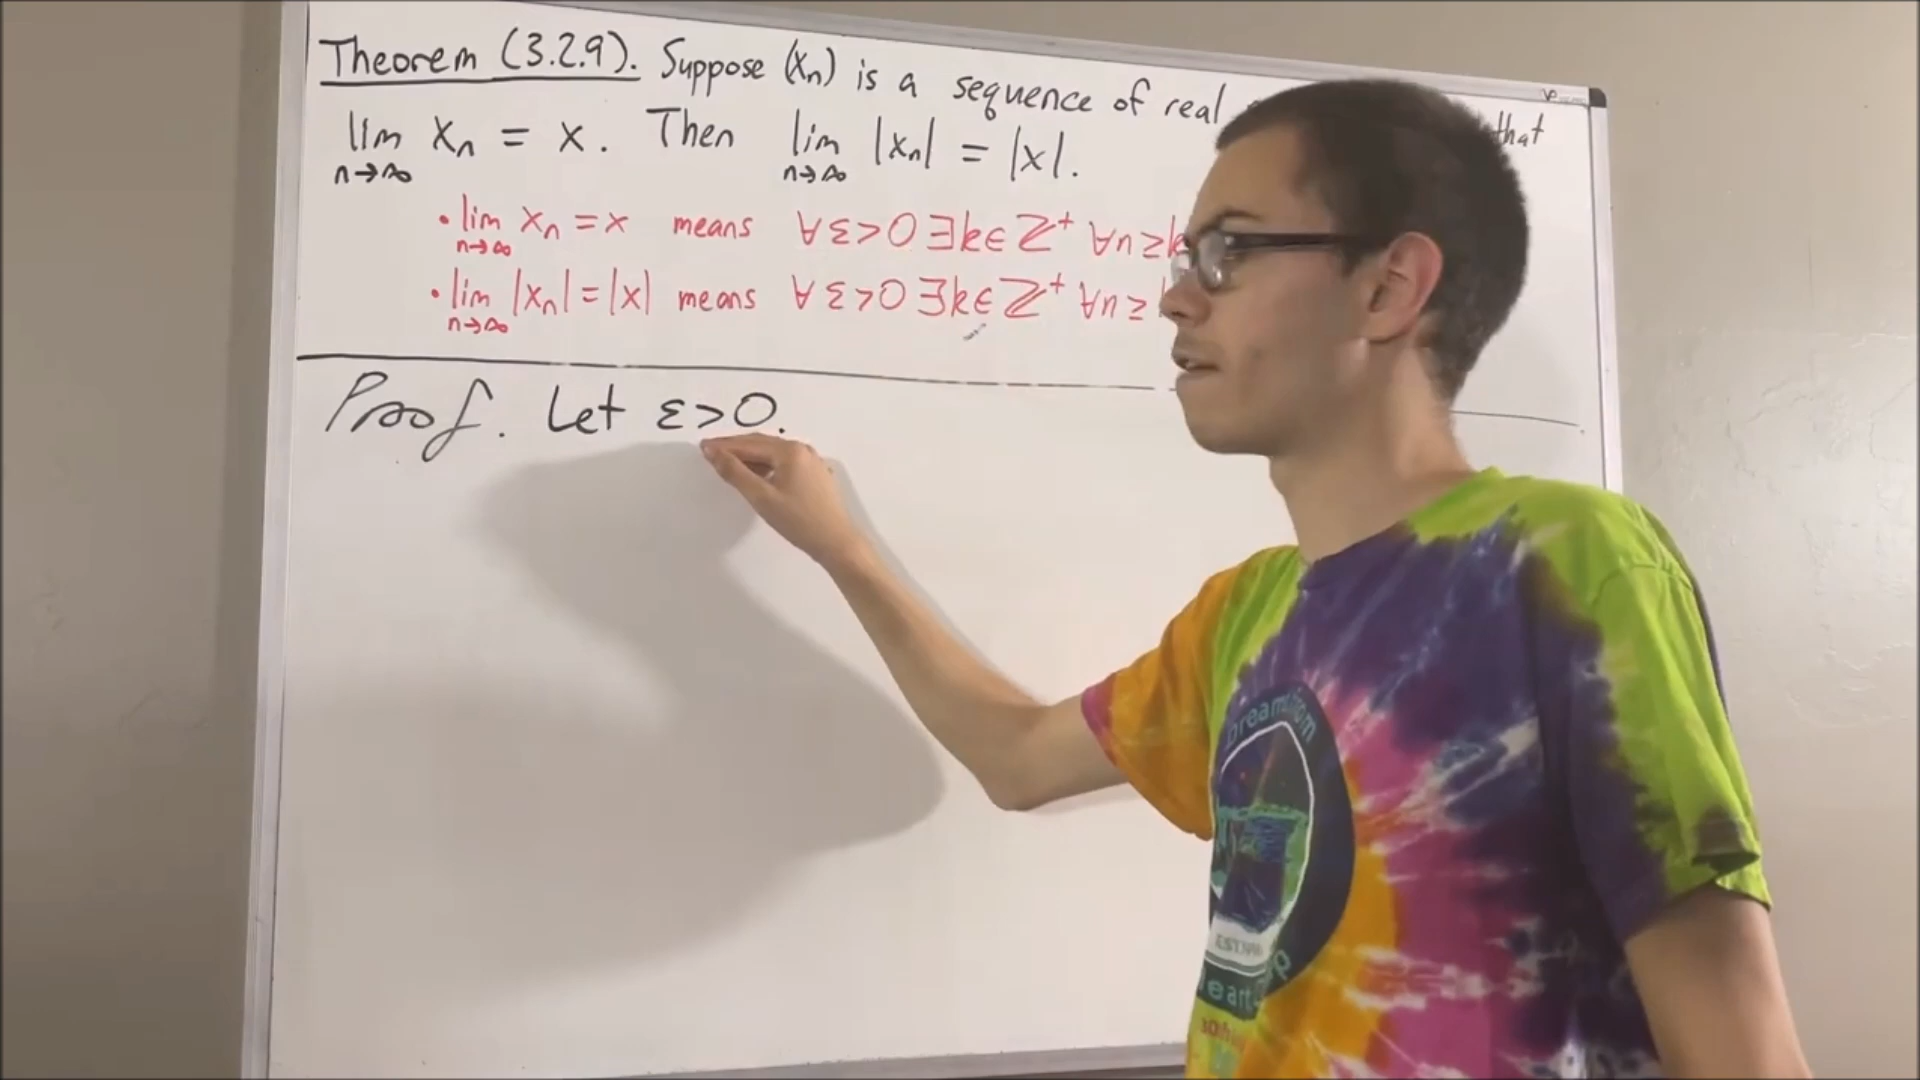 Theorem (3.2.9). Suppose (xₙ) is a sequence of real that
lim n→∞ xₙ = x. Then lim n→∞ |xₙ| = |x|.
• lim n→∞ xₙ = x means ∀ε>0 ∃k∈ℤ⁺ ∀n≥k
• lim n→∞ |xₙ| = |x| means ∀ε>0 ∃k∈ℤ⁺ ∀n≥
Proof. Let ε>0.